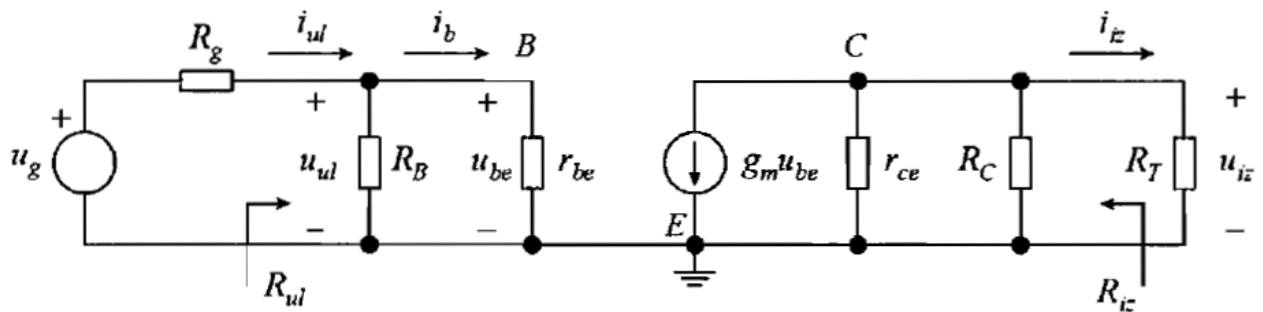 R_g i_ul i_b B C i_iz
+ + + +
u_g u_ul R_B u_be r_be g_m u_be r_ce R_C R_T u_iz
− − E −
R_ul R_iz